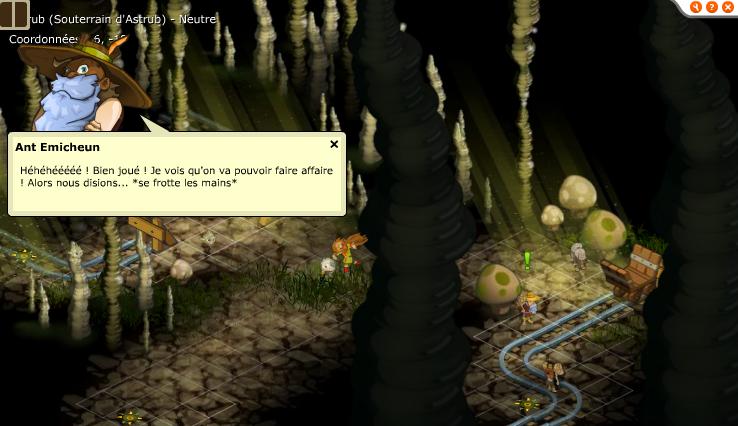 rub (Souterrain d'Astrub) - Neutre
Coordonnées
Ant Emicheun
Héhéhééééé ! Bien joué ! Je vois qu'on va pouvoir faire affaire
! Alors nous disions... *se frotte les mains*